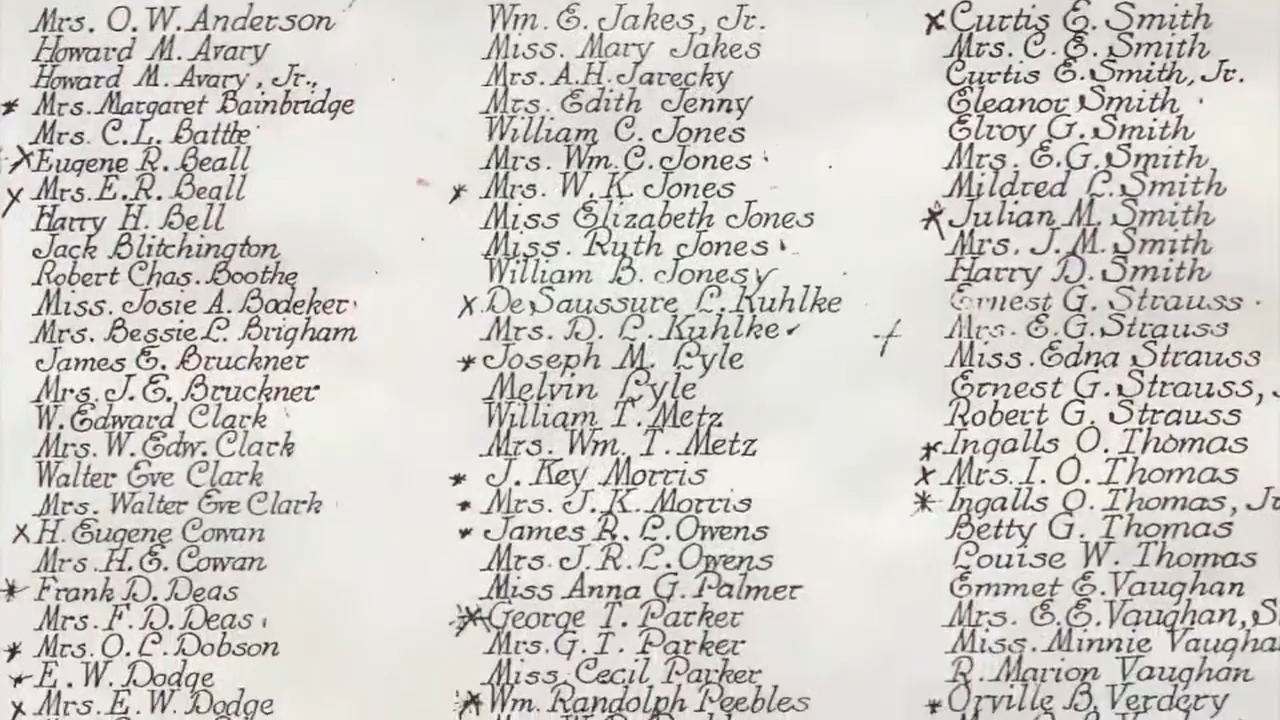 Mrs. O. W. Anderson
Howard M. Avary
Howard M. Avary, Jr.,
Mrs. Margaret Bainbridge
Mrs. C. L. Battle
Eugene R. Beall
Mrs. E. R. Beall
Harry H. Bell
Jack Blitchington
Robert Chas. Boothe
Miss. Josie A. Bodeker
Mrs. Bessie L. Brigham
James E. Bruckner
Mrs. J. E. Bruckner
W. Edward Clark
Mrs. W. Edw. Clark
Walter Eve Clark
Mrs. Walter Eve Clark
H. Eugene Cowan
Mrs. H. E. Cowan
Frank D. Deas
Mrs. F. D. Deas
Mrs. O. L. Dobson
E. W. Dodge
Mrs. E. W. Dodge
Wm. E. Jakes, Jr.
Miss. Mary Jakes
Mrs. A. H. Jarecky
Mrs. Edith Jenny
William C. Jones
Mrs. Wm. C. Jones
Mrs. W. K. Jones
Miss Elizabeth Jones
Miss. Ruth Jones
William B. Jones
De Saussure L. Kuhlke
Mrs. D. L. Kuhlke
Joseph M. Lyle
Melvin Lyle
William T. Metz
Mrs. Wm. T. Metz
J. Key Morris
Mrs. J. K. Morris
James R. L. Owens
Mrs. J. R. L. Owens
Miss Anna G. Palmer
George T. Parker
Mrs. G. T. Parker
Miss Cecil Parker
Wm. Randolph Peebles
Curtis E. Smith
Mrs. C. E. Smith
Curtis E. Smith, Jr.
Eleanor Smith
Elroy G. Smith
Mrs. E. G. Smith
Mildred L. Smith
Julian M. Smith
Mrs. J. M. Smith
Harry D. Smith
Ernest G. Strauss
Mrs. E. G. Strauss
Miss. Edna Strauss
Ernest G. Strauss,
Robert G. Strauss
Ingalls O. Thomas
Mrs. I. O. Thomas
Ingalls O. Thomas, J
Betty G. Thomas
Louise W. Thomas
Emmet E. Vaughan
Mrs. E. E. Vaughan, S
Miss. Minnie Vaugha
R. Marion Vaughan
Orville B. Verdery